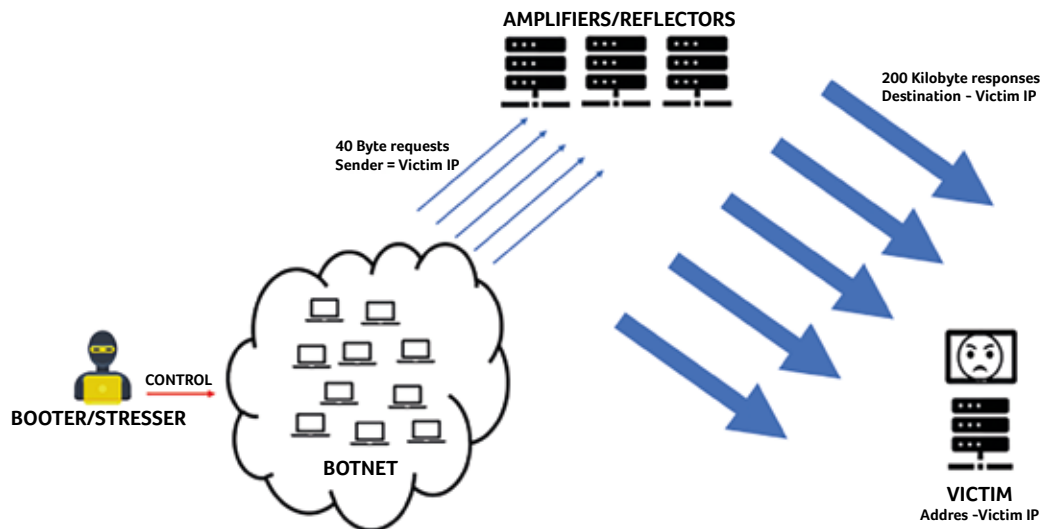 AMPLIFIERS/REFLECTORS
200 Kilobyte responses
Destination - Victim IP
40 Byte requests
Sender = Victim IP
CONTROL
BOOTER/STRESSER
BOTNET
VICTIM
Addres -Victim IP